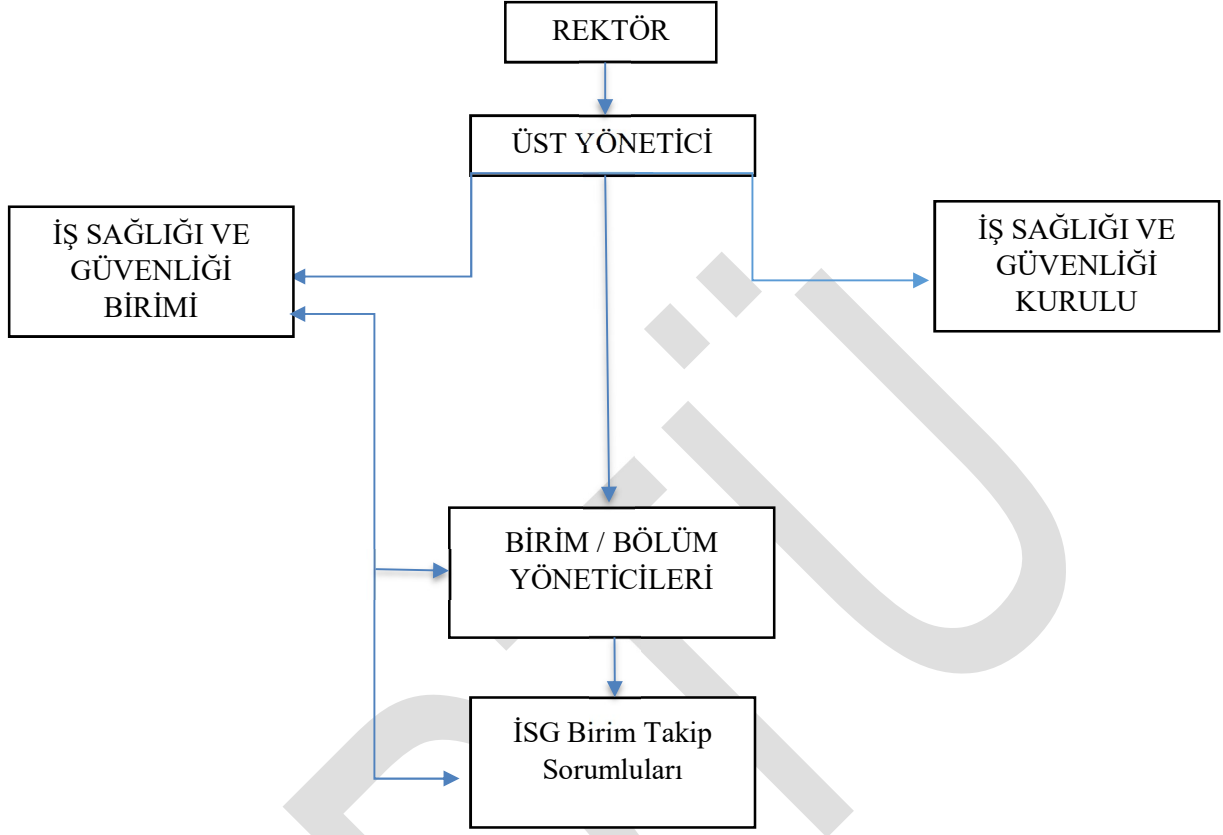 REKTÖR
ÜST YÖNETİCİ
İŞ SAĞLIĞI VE
GÜVENLİĞİ
BİRİMİ
İŞ SAĞLIĞI VE
GÜVENLİĞİ
KURULU
BİRİM / BÖLÜM
YÖNETİCİLERİ
İSG Birim Takip
Sorumluları